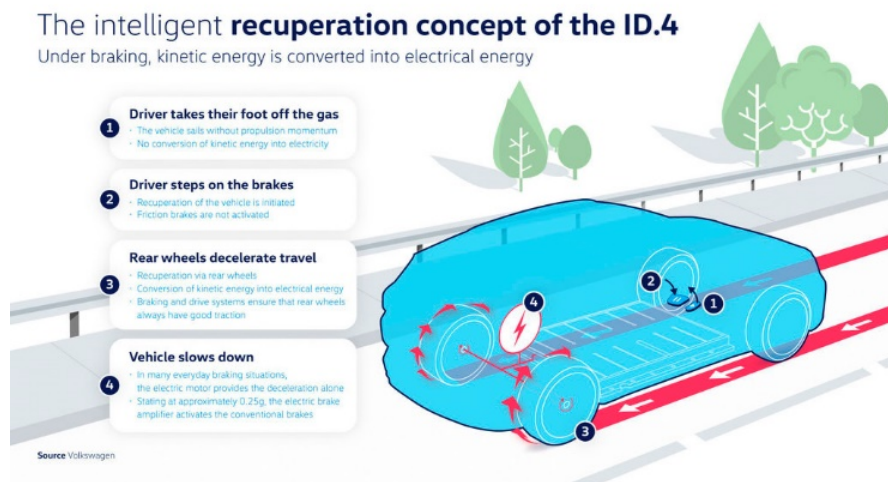 The intelligent recuperation concept of the ID.4
Under braking, kinetic energy is converted into electrical energy
1
Driver takes their foot off the gas
· The vehicle sails without propulsion momentum
· No conversion of kinetic energy into electricity
2
Driver steps on the brakes
· Recuperation of the vehicle is initiated
· Friction brakes are not activated
3
Rear wheels decelerate travel
· Recuperation via rear wheels
· Conversion of kinetic energy into electrical energy
· Braking and drive systems ensure that rear wheels
always have good traction
4
Vehicle slows down
· In many everyday braking situations,
the electric motor provides the deceleration alone
· Stating at approximately 0.25g, the electric brake
amplifier activates the conventional brakes
2
1
4
3
Source Volkswagen